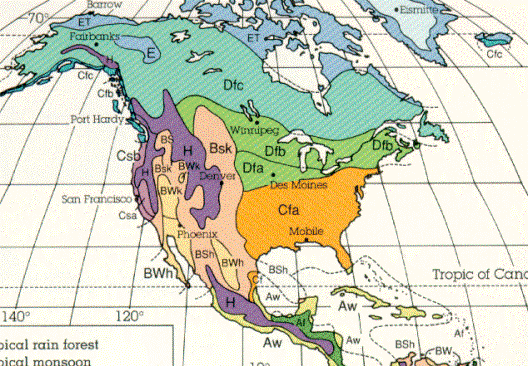 Barrow
70°
ET
Eismitte
Fairbanks
E
ET
H
Cfc
Cfc
Dfc
Cfb
Port Hardy
Winnipeg
BS
H
Bsk
Dfb
Dfb
Csb
H
Bsk
BWk
Denver
Dfa
Des Moines
BWk
San Francisco
Csa
Cfa
Phoenix
Mobile
BWh
BSh
BWh
BSh
Tropic of Canc
H
Aw
Aw
Af
Aw
Aw
BSh
BW
Af
140°
120°
pical rain forest
pical monsoon